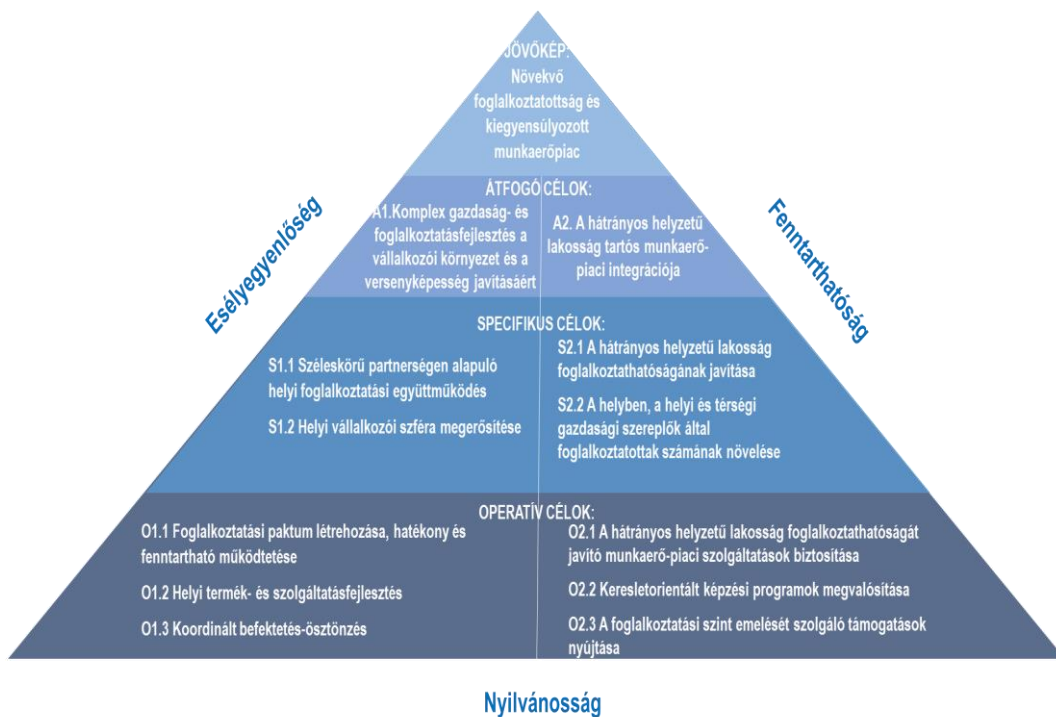 JÖVŐKÉP:
Növekvő
foglalkoztatottság és
kiegyensúlyozott
munkaerőpiac
ÁTFOGÓ CÉLOK:
A1.Komplex gazdaság- és
foglalkoztatásfejlesztés a
vállalkozói környezet és a
versenyképesség javításáért
A2. A hátrányos helyzetű
lakosság tartós munkaerő-
piaci integrációja
Esélyegyenlőség
Fenntarthatóság
SPECIFIKUS CÉLOK:
S1.1 Széleskörű partnerségen alapuló
helyi foglalkoztatási együttműködés
S1.2 Helyi vállalkozói szféra megerősítése
S2.1 A hátrányos helyzetű lakosság
foglalkoztathatóságának javítása
S2.2 A helyben, a helyi és térségi
gazdasági szereplők által
foglalkoztatottak számának növelése
OPERATÍV CÉLOK:
O1.1 Foglalkoztatási paktum létrehozása, hatékony és
fenntartható működtetése
O1.2 Helyi termék- és szolgáltatásfejlesztés
O1.3 Koordinált befektetés-ösztönzés
O2.1 A hátrányos helyzetű lakosság foglalkoztathatóságát
javító munkaerő-piaci szolgáltatások biztosítása
O2.2 Keresletorientált képzési programok megvalósítása
O2.3 A foglalkoztatási szint emelését szolgáló támogatások
nyújtása
Nyilvánosság